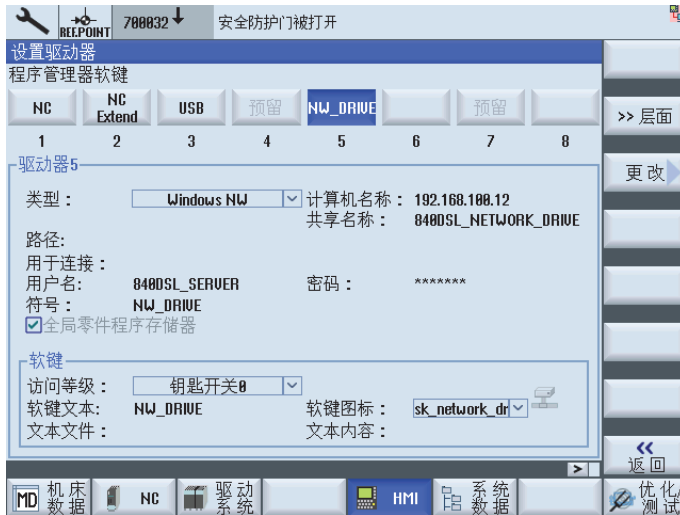 REF.POINT 700032 安全防护门被打开
设置驱动器
程序管理器软键
NC NC Extend USB 预留 NW_DRIVE 预留
>> 层面
1 2 3 4 5 6 7 8
驱动器5
更改
类型: Windows NW 计算机名称: 192.168.100.12
共享名称: 840DSL_NETWORK_DRIVE
路径:
用于连接:
用户名: 840DSL_SERVER 密码: *******
符号: NW_DRIVE
全局零件程序存储器
软键
访问等级: 钥匙开关0
软键文本: NW_DRIVE 软键图标: sk_network_dr
文本文件: 文本内容:
«
返回
>
MD 机床数据 NC 驱动系统 HMI 系统数据 优化/测试